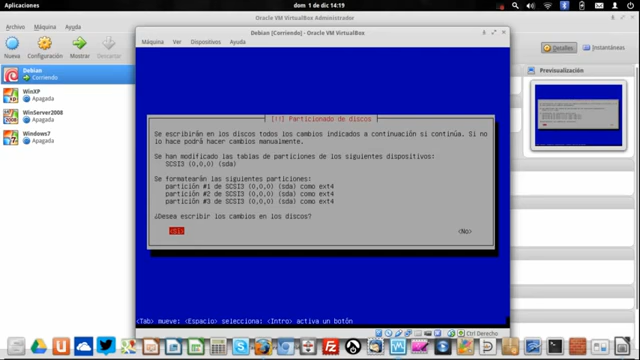 Aplicaciones
dom 1 de dic 14:19
Oracle VM VirtualBox Administrador
Archivo Máquina Ayuda
Nueva Configuración Mostrar Descartar
Detalles Instantáneas
Debian
Corriendo
WinXP
Apagada
WinServer2008
Apagada
Windows7
Apagada
Previsualización
Debian [Corriendo] - Oracle VM VirtualBox
Máquina Ver Dispositivos Ayuda
[!!] Particionado de discos
Se escribirán en los discos todos los cambios indicados a continuación si continúa. Si no
lo hace podrá hacer cambios manualmente.
Se han modificado las tablas de particiones de los siguientes dispositivos:
SCSI3 (0,0,0) (sda)
Se formatearán las siguientes particiones:
partición #1 de SCSI3 (0,0,0) (sda) como ext4
partición #2 de SCSI3 (0,0,0) (sda) como ext4
partición #3 de SCSI3 (0,0,0) (sda) como ext4
¿Desea escribir los cambios en los discos?
<Sí> <No>
<Tab> mueve; <Espacio> selecciona; <Intro> activa un botón
Ctrl Derecho